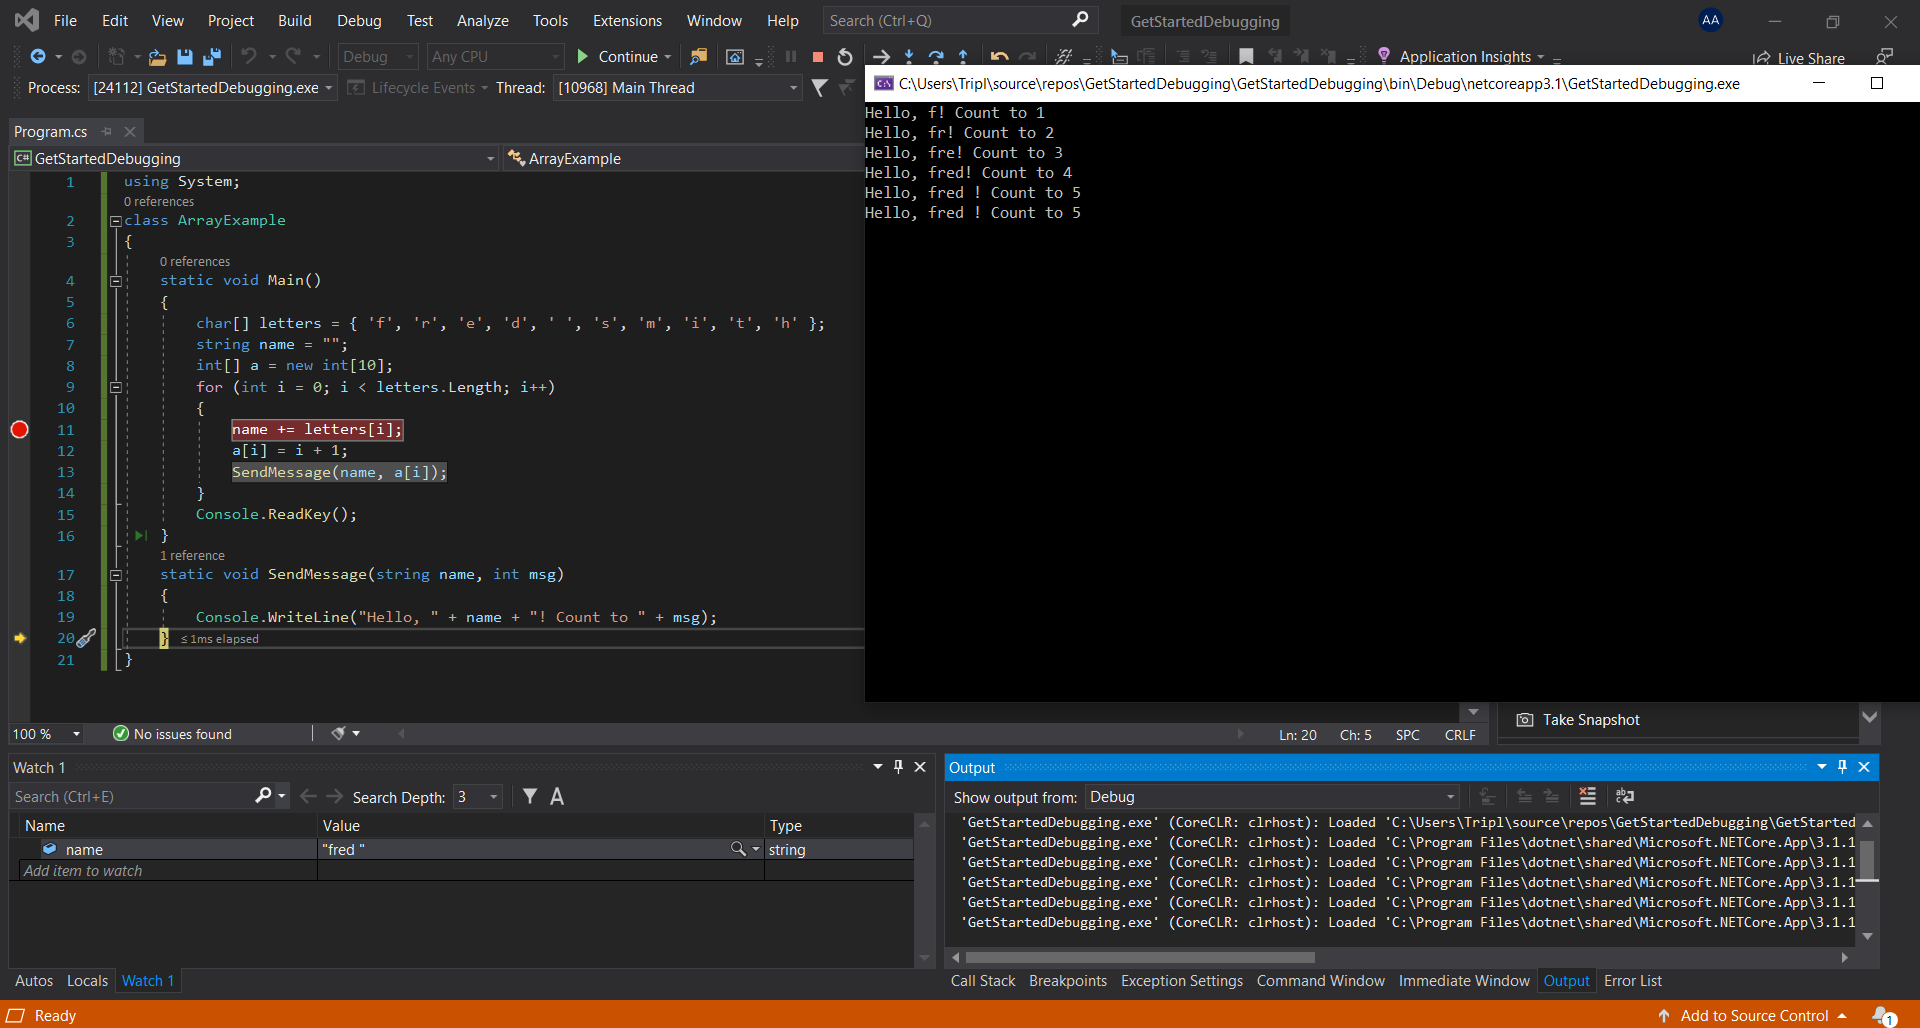 File Edit View Project Build Debug Test Analyze Tools Extensions Window Help Search (Ctrl+Q) GetStartedDebugging AA
Debug Any CPU Continue Application Insights Live Share
Process: [24112] GetStartedDebugging.exe Lifecycle Events Thread: [10968] Main Thread
Program.cs
C# GetStartedDebugging ArrayExample
1 using System;
0 references
2 class ArrayExample
3 {
0 references
4 static void Main()
5 {
6 char[] letters = { 'f', 'r', 'e', 'd', ' ', 's', 'm', 'i', 't', 'h' };
7 string name = "";
8 int[] a = new int[10];
9 for (int i = 0; i < letters.Length; i++)
10 {
11 name += letters[i];
12 a[i] = i + 1;
13 SendMessage(name, a[i]);
14 }
15 Console.ReadKey();
16 }
1 reference
17 static void SendMessage(string name, int msg)
18 {
19 Console.WriteLine("Hello, " + name + "! Count to " + msg);
20 } ≤ 1ms elapsed
21 }
C:\Users\Tripl\source\repos\GetStartedDebugging\GetStartedDebugging\bin\Debug\netcoreapp3.1\GetStartedDebugging.exe
Hello, f! Count to 1
Hello, fr! Count to 2
Hello, fre! Count to 3
Hello, fred! Count to 4
Hello, fred ! Count to 5
Hello, fred ! Count to 5
Take Snapshot
100 % No issues found Ln: 20 Ch: 5 SPC CRLF
Watch 1
Search (Ctrl+E) Search Depth: 3 A
Name Value Type
name "fred " string
Add item to watch
Autos Locals Watch 1
Output
Show output from: Debug
'GetStartedDebugging.exe' (CoreCLR: clrhost): Loaded 'C:\Users\Tripl\source\repos\GetStartedDebugging\GetStarted
'GetStartedDebugging.exe' (CoreCLR: clrhost): Loaded 'C:\Program Files\dotnet\shared\Microsoft.NETCore.App\3.1.1
'GetStartedDebugging.exe' (CoreCLR: clrhost): Loaded 'C:\Program Files\dotnet\shared\Microsoft.NETCore.App\3.1.1
'GetStartedDebugging.exe' (CoreCLR: clrhost): Loaded 'C:\Program Files\dotnet\shared\Microsoft.NETCore.App\3.1.1
'GetStartedDebugging.exe' (CoreCLR: clrhost): Loaded 'C:\Program Files\dotnet\shared\Microsoft.NETCore.App\3.1.1
'GetStartedDebugging.exe' (CoreCLR: clrhost): Loaded 'C:\Program Files\dotnet\shared\Microsoft.NETCore.App\3.1.1
Call Stack Breakpoints Exception Settings Command Window Immediate Window Output Error List
Ready Add to Source Control 1